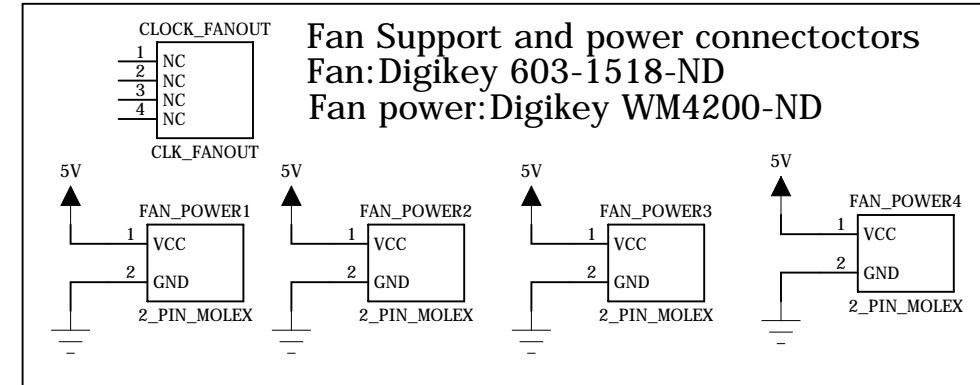 CLOCK_FANOUT
1 NC
2 NC
3 NC
4 NC
CLK_FANOUT
Fan Support and power connectoctors
Fan:Digikey 603-1518-ND
Fan power:Digikey WM4200-ND
5V
FAN_POWER1
1 VCC
2 GND
2_PIN_MOLEX
5V
FAN_POWER2
1 VCC
2 GND
2_PIN_MOLEX
5V
FAN_POWER3
1 VCC
2 GND
2_PIN_MOLEX
5V
FAN_POWER4
1 VCC
2 GND
2_PIN_MOLEX